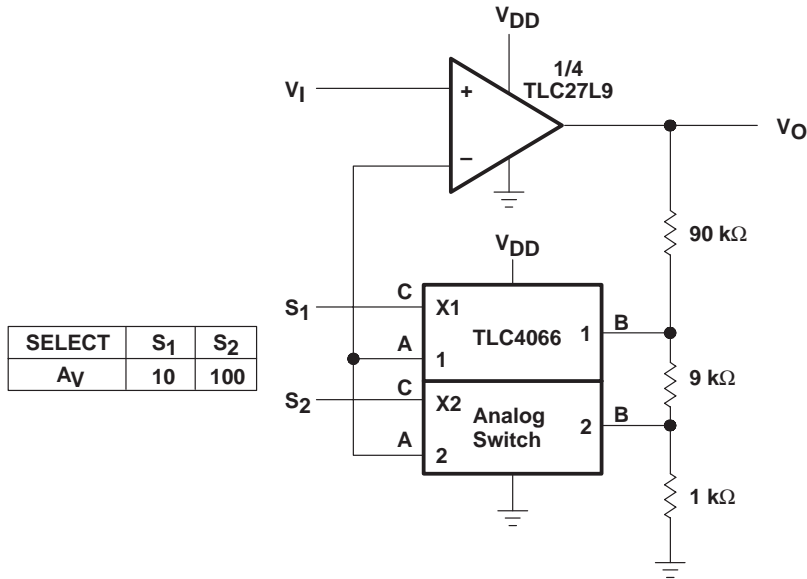 VDD
1/4
TLC27L9
VI
+
−
VO
90 kΩ
VDD
S1
C
X1
TLC4066
1
B
A
1
9 kΩ
S2
C
X2
Analog
Switch
2
B
A
2
1 kΩ
SELECT S1 S2
AV 10 100